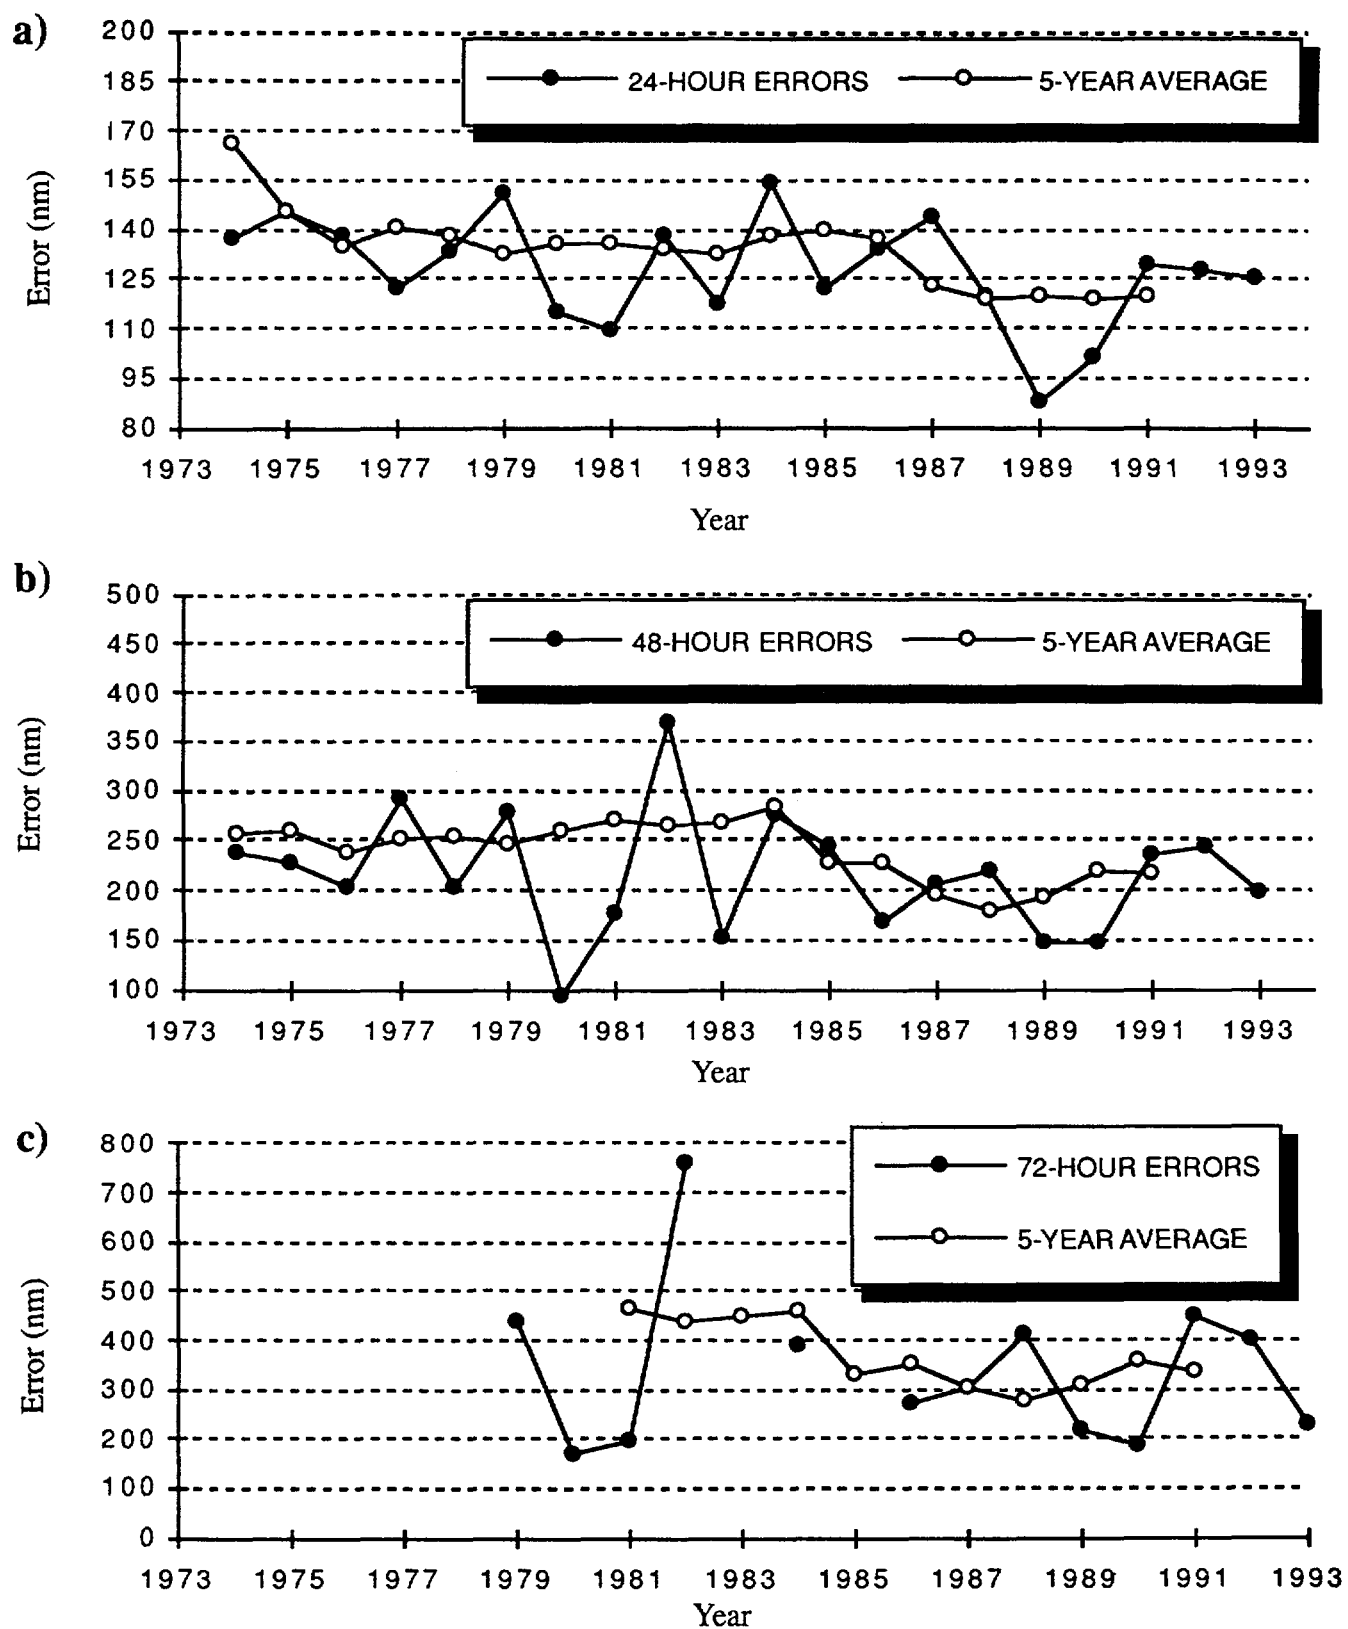 a)
200
24-HOUR ERRORS 5-YEAR AVERAGE
185
170
155
140
125
110
95
80
Error (nm)
1973 1975 1977 1979 1981 1983 1985 1987 1989 1991 1993
Year
b)
500
48-HOUR ERRORS 5-YEAR AVERAGE
450
400
350
300
250
200
150
100
Error (nm)
1973 1975 1977 1979 1981 1983 1985 1987 1989 1991 1993
Year
c)
800
72-HOUR ERRORS
700
600
5-YEAR AVERAGE
500
400
300
200
100
0
Error (nm)
1973 1975 1977 1979 1981 1983 1985 1987 1989 1991 1993
Year